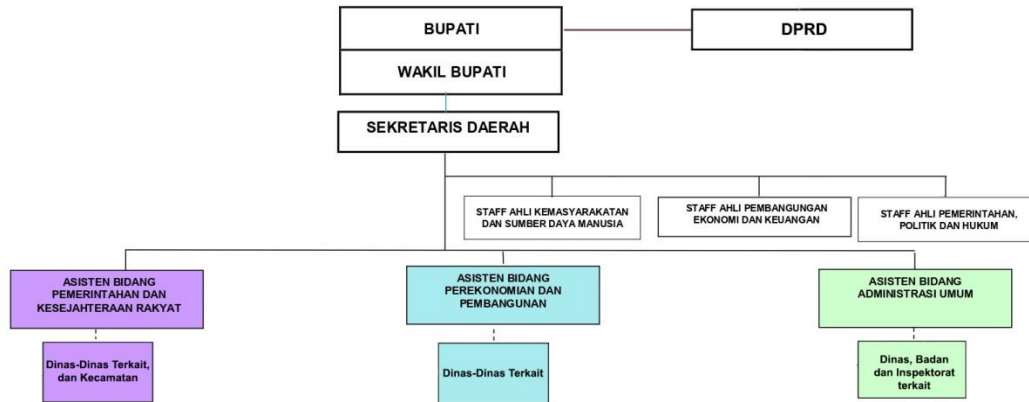 BUPATI
DPRD
WAKIL BUPATI
SEKRETARIS DAERAH
STAFF AHLI KEMASYARAKATAN
DAN SUMBER DAYA MANUSIA
STAFF AHLI PEMBANGUNGAN
EKONOMI DAN KEUANGAN
STAFF AHLI PEMERINTAHAN,
POLITIK DAN HUKUM
ASISTEN BIDANG
PEMERINTAHAN DAN
KESEJAHTERAAN RAKYAT
ASISTEN BIDANG
PEREKONOMIAN DAN
PEMBANGUNAN
ASISTEN BIDANG
ADMINISTRASI UMUM
Dinas-Dinas Terkait,
dan Kecamatan
Dinas-Dinas Terkait
Dinas, Badan
dan Inspektorat
terkait